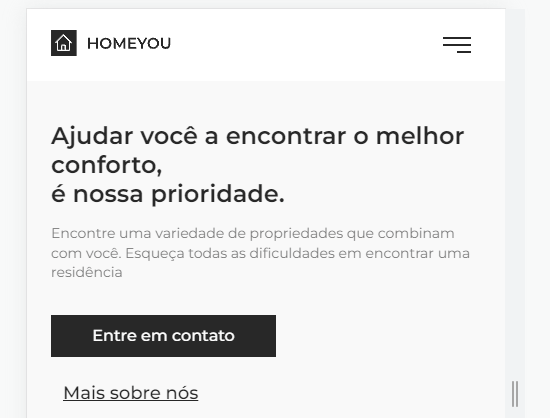 HOMEYOU
Ajudar você a encontrar o melhor
conforto,
é nossa prioridade.
Encontre uma variedade de propriedades que combinam
com você. Esqueça todas as dificuldades em encontrar uma
residência
Entre em contato
Mais sobre nós